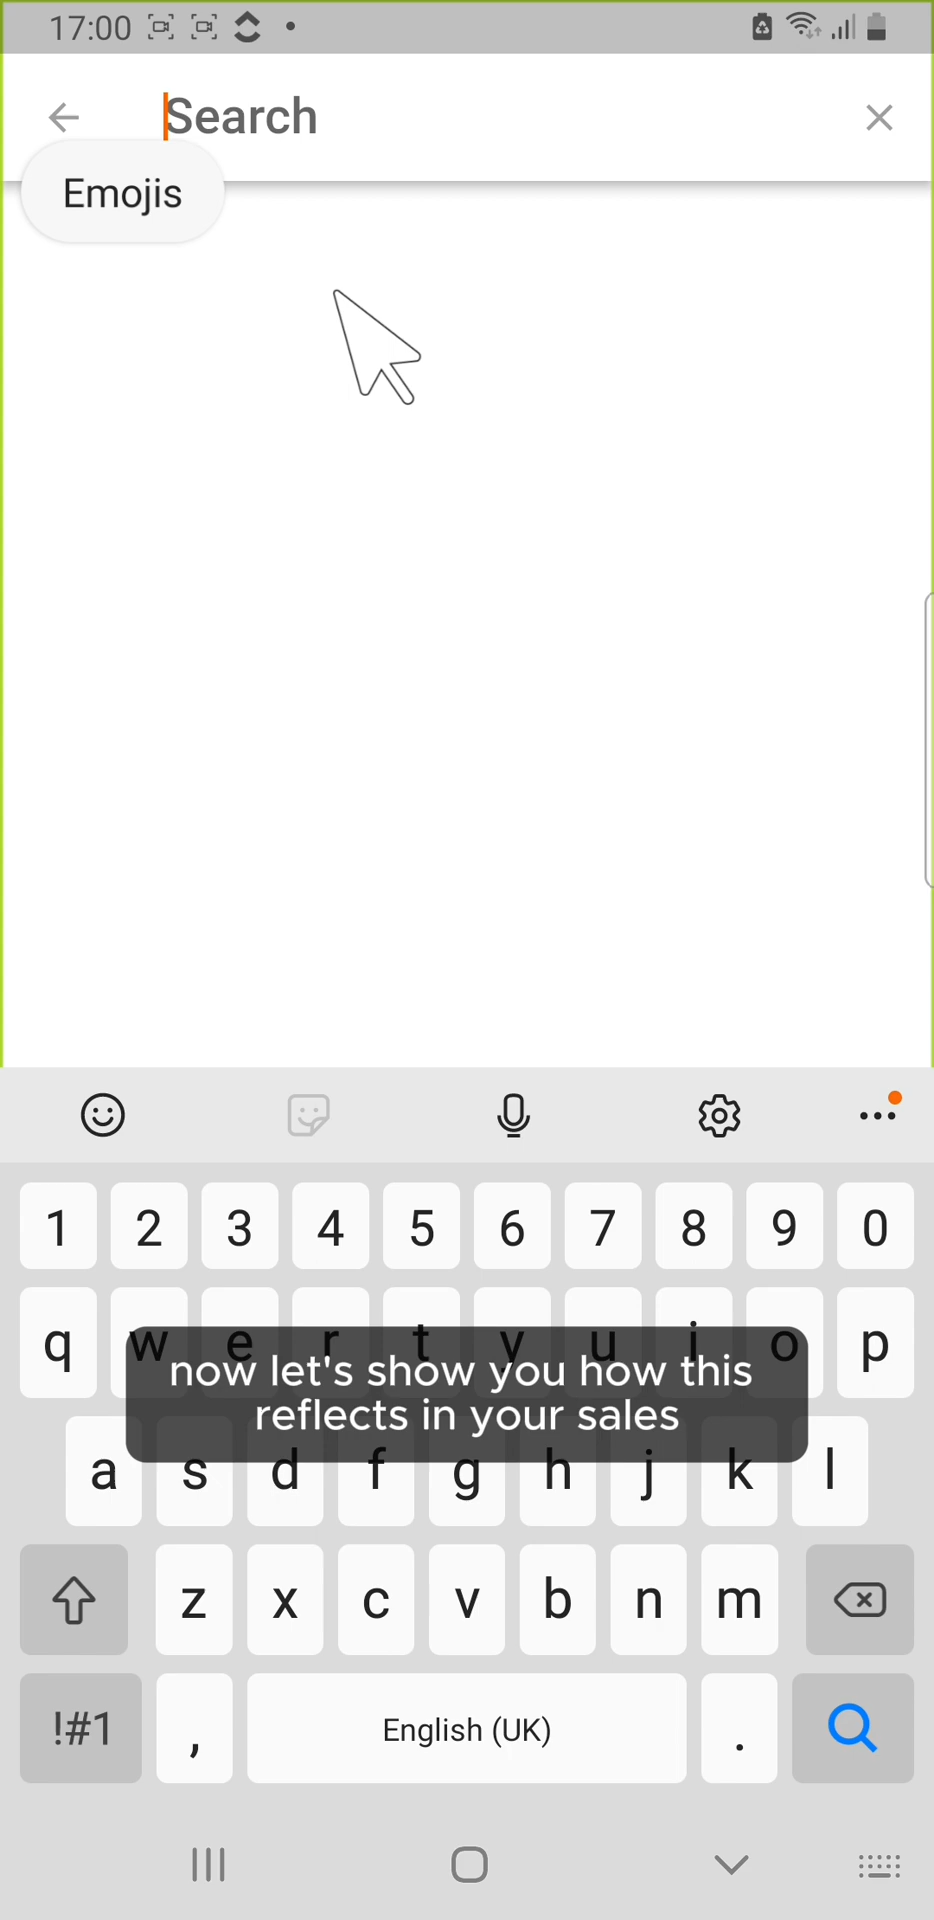 17:00
Search
Emojis
1 2 3 4 5 6 7 8 9 0
q w e r t y u i o p
now let's show you how this
reflects in your sales
a s d f g h j k l
z x c v b n m
!#1 , English (UK) .